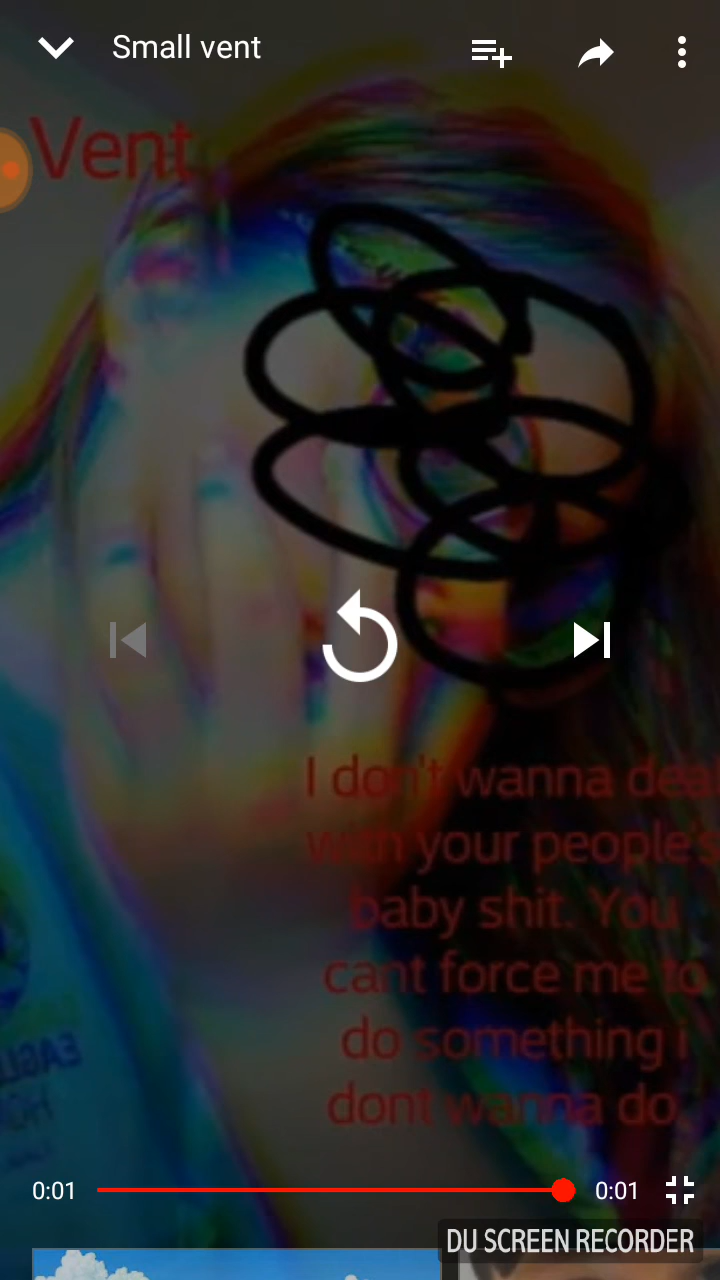 Small vent
Vent
I don't wanna deal
with your people's
baby shit. You
cant force me to
do something i
dont wanna do.
0:01
0:01
DU SCREEN RECORDER